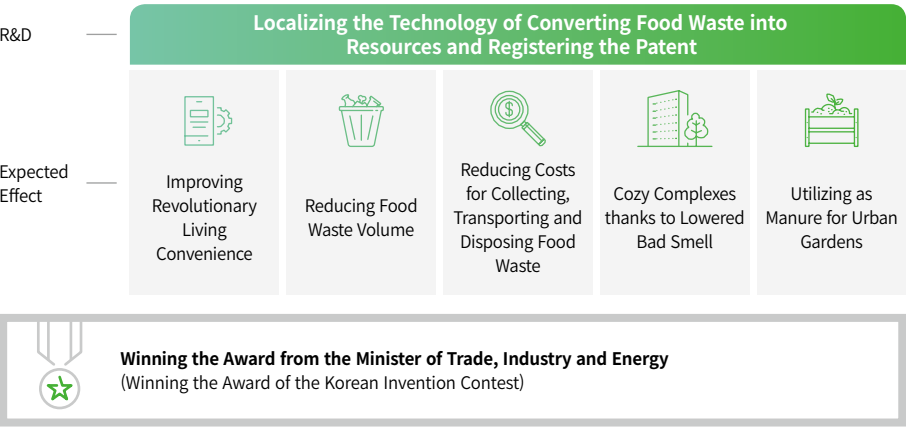 R&D
Localizing the Technology of Converting Food Waste into
Resources and Registering the Patent
Expected
Effect
Improving
Revolutionary
Living
Convenience
Reducing Food
Waste Volume
Reducing Costs
for Collecting,
Transporting and
Disposing Food
Waste
Cozy Complexes
thanks to Lowered
Bad Smell
Utilizing as
Manure for Urban
Gardens
Winning the Award from the Minister of Trade, Industry and Energy
(Winning the Award of the Korean Invention Contest)